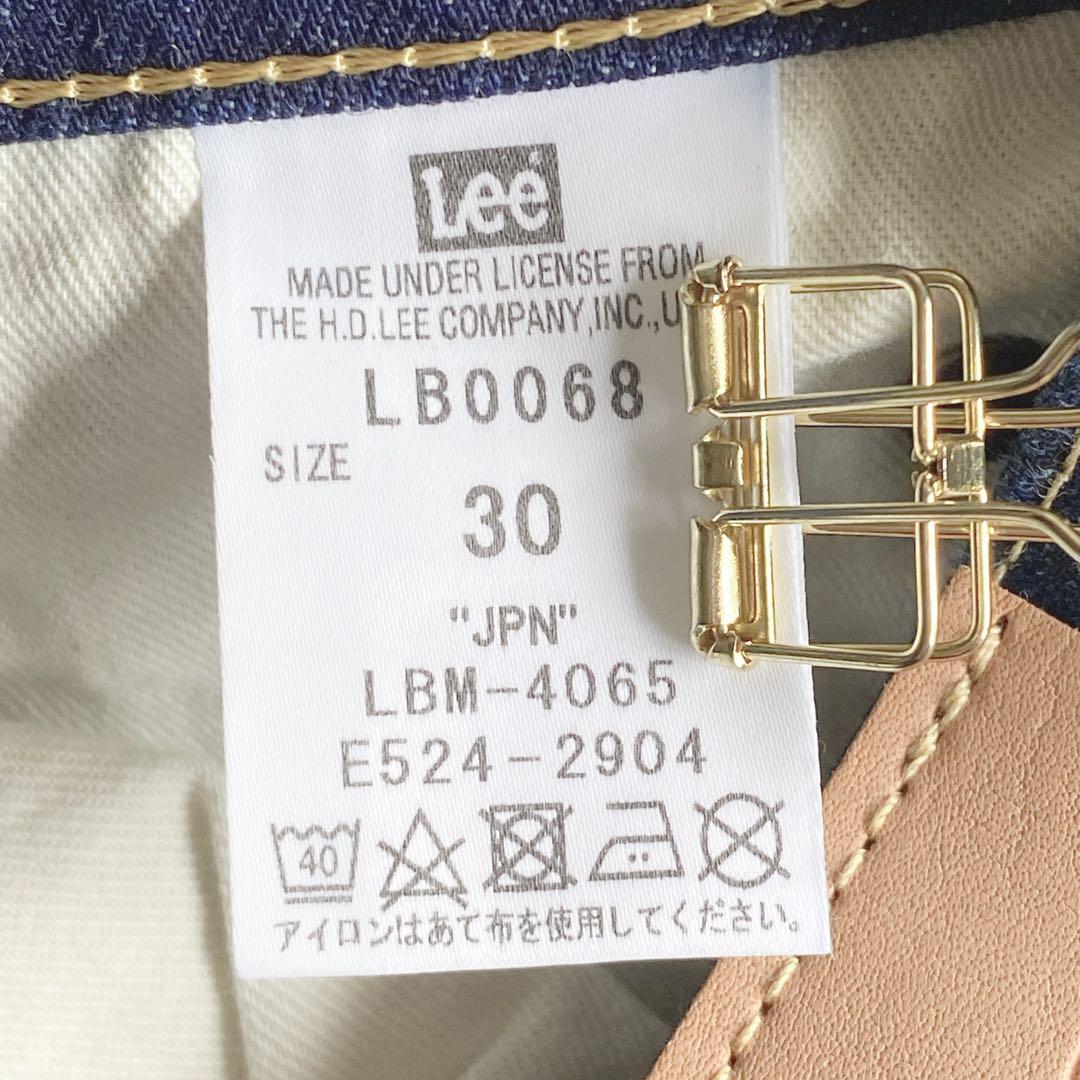 Lee
MADE UNDER LICENSE FROM
THE H.D.LEE COMPANY,INC.,
LB0068
SIZE
30
"JPN"
LBM-4065
E524-2904
40
アイロンはあて布を使用してください。